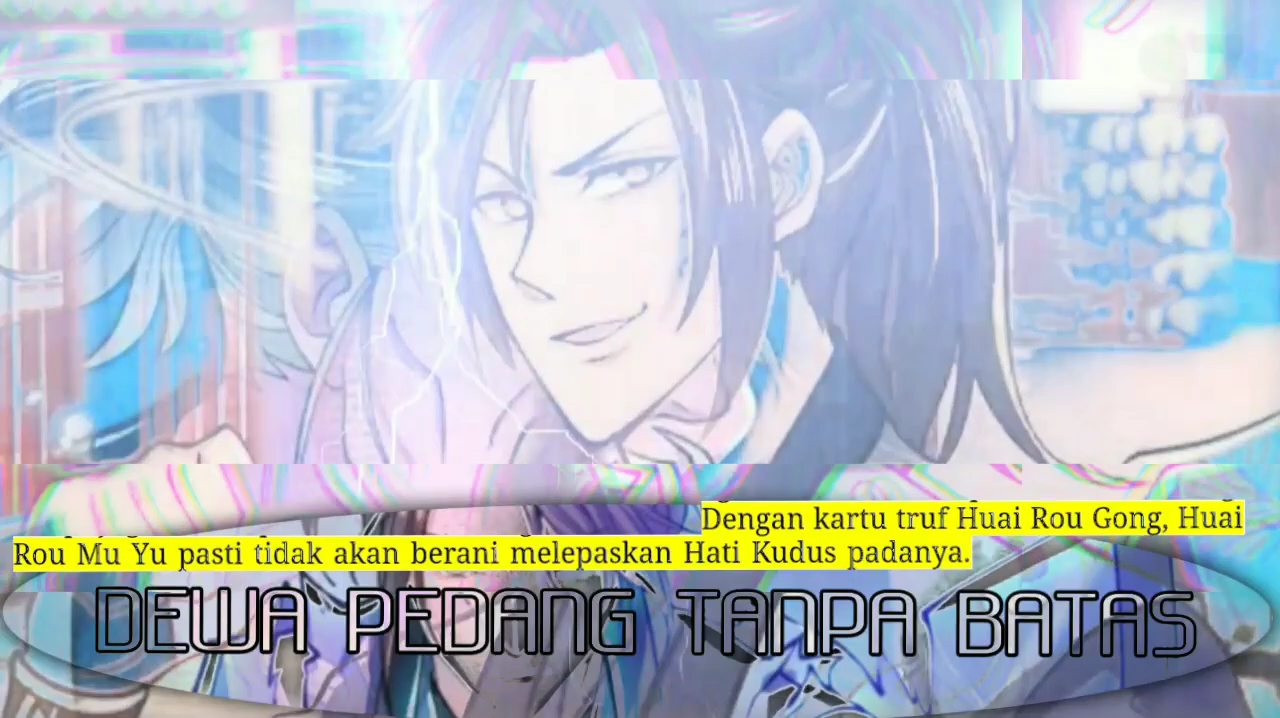 Dengan kartu truf Huai Rou Gong, Huai
Rou Mu Yu pasti tidak akan berani melepaskan Hati Kudus padanya.
DEWA PEDANG TANPA BATAS